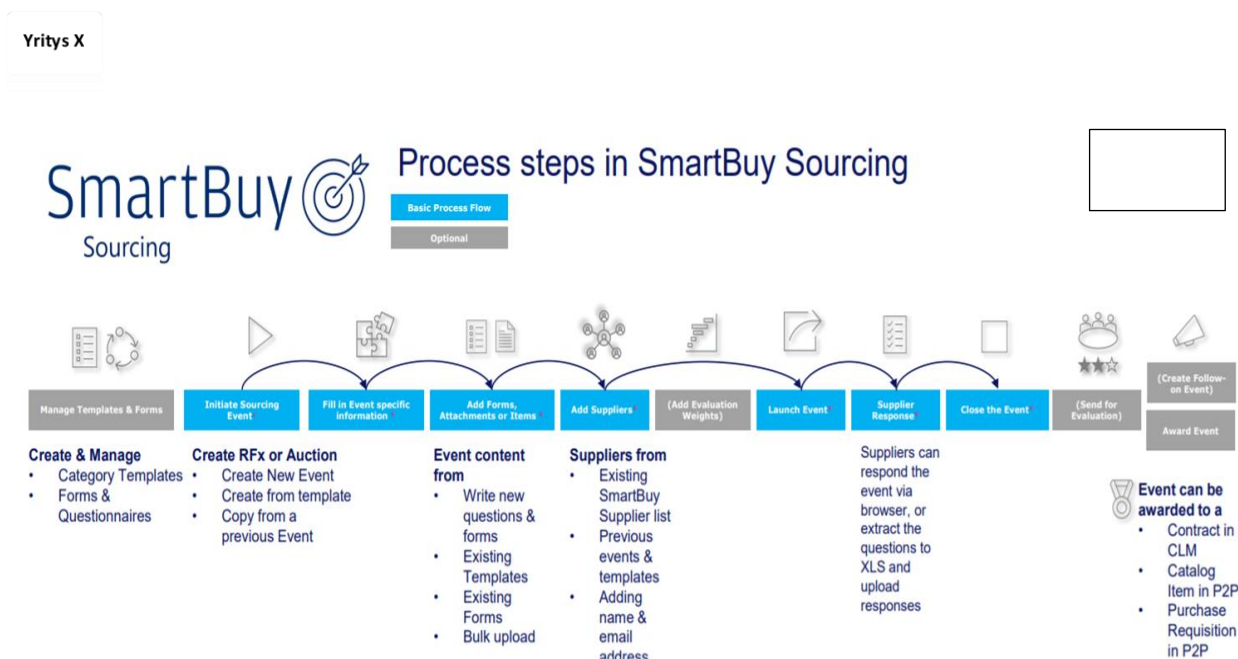 Yritys X
SmartBuy
Sourcing
Process steps in SmartBuy Sourcing
Basic Process Flow
Optional
Manage Templates & Forms
Initiate Sourcing
Event*
Fill in Event specific
information *
Add Forms,
Attachments or Items *
Add Suppliers*
(Add Evaluation
Weights)
Launch Event*
Supplier
Response*
Close the Event*
(Send for
Evaluation)
(Create Follow-
on Event)
Award Event
Create & Manage
• Category Templates
• Forms &
Questionnaires
Create RFx or Auction
• Create New Event
• Create from template
• Copy from a
previous Event
Event content
from
• Write new
questions &
forms
• Existing
Templates
• Existing
Forms
• Bulk upload
Suppliers from
• Existing
SmartBuy
Supplier list
• Previous
events &
templates
• Adding
name &
email
address
Suppliers can
respond the
event via
browser, or
extract the
questions to
XLS and
upload
responses
Event can be
awarded to a
• Contract in
CLM
• Catalog
Item in P2P
• Purchase
Requisition
in P2P